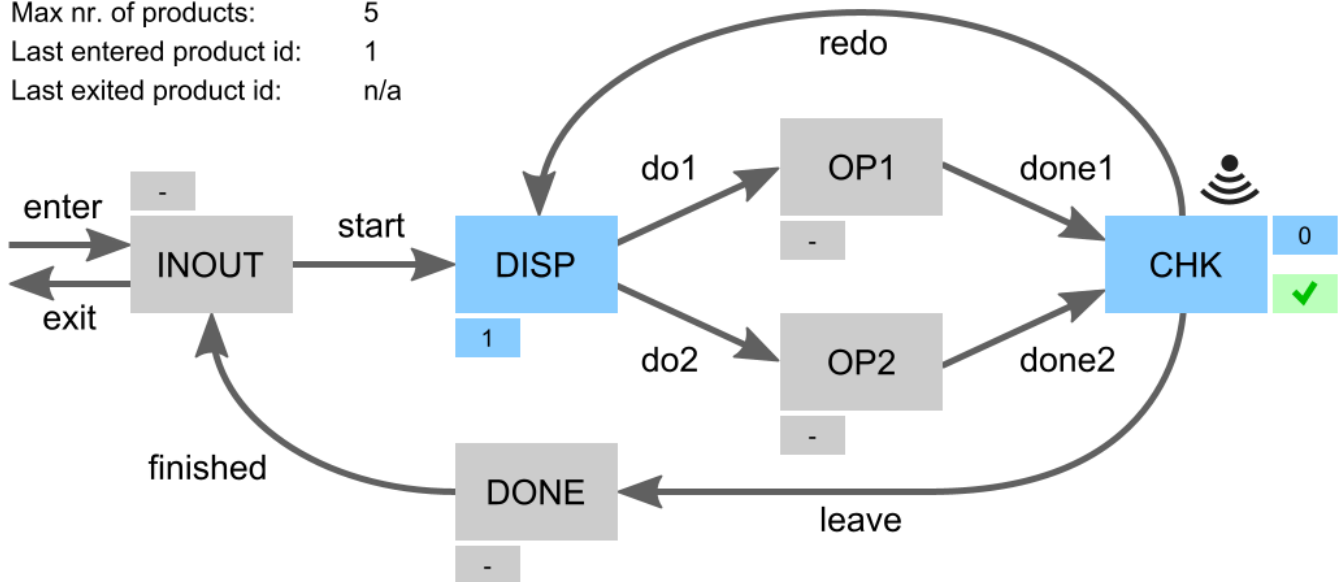 Max nr. of products: 5
Last entered product id: 1
Last exited product id: n/a
redo
do1
OP1
done1
-
enter
start
-
0
INOUT
DISP
CHK
exit
1
do2
OP2
done2
-
finished
DONE
leave
-